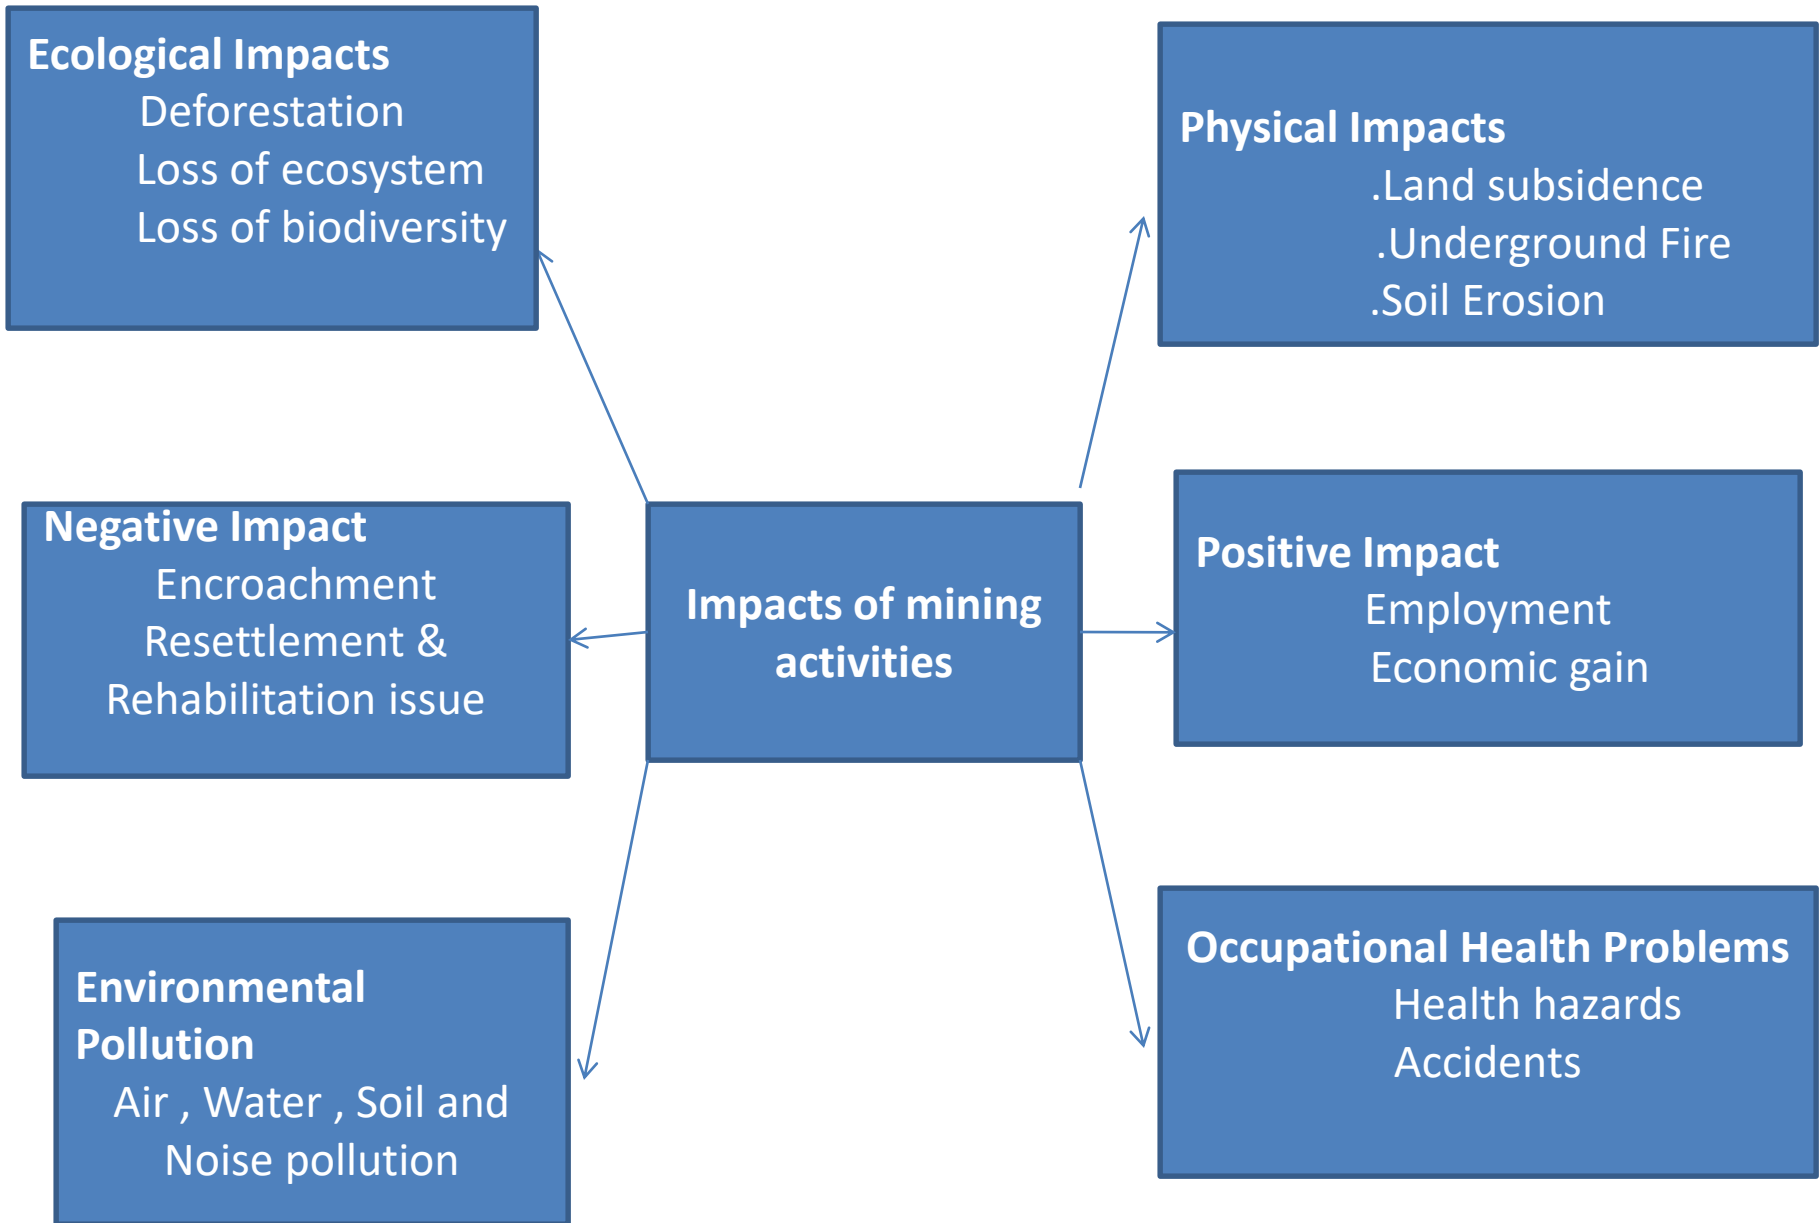 Ecological Impacts
Deforestation
Loss of ecosystem
Loss of biodiversity
Physical Impacts
.Land subsidence
.Underground Fire
.Soil Erosion
Negative Impact
Encroachment
Resettlement &
Rehabilitation issue
Impacts of mining
activities
Positive Impact
Employment
Economic gain
Environmental
Pollution
Air , Water , Soil and
Noise pollution
Occupational Health Problems
Health hazards
Accidents